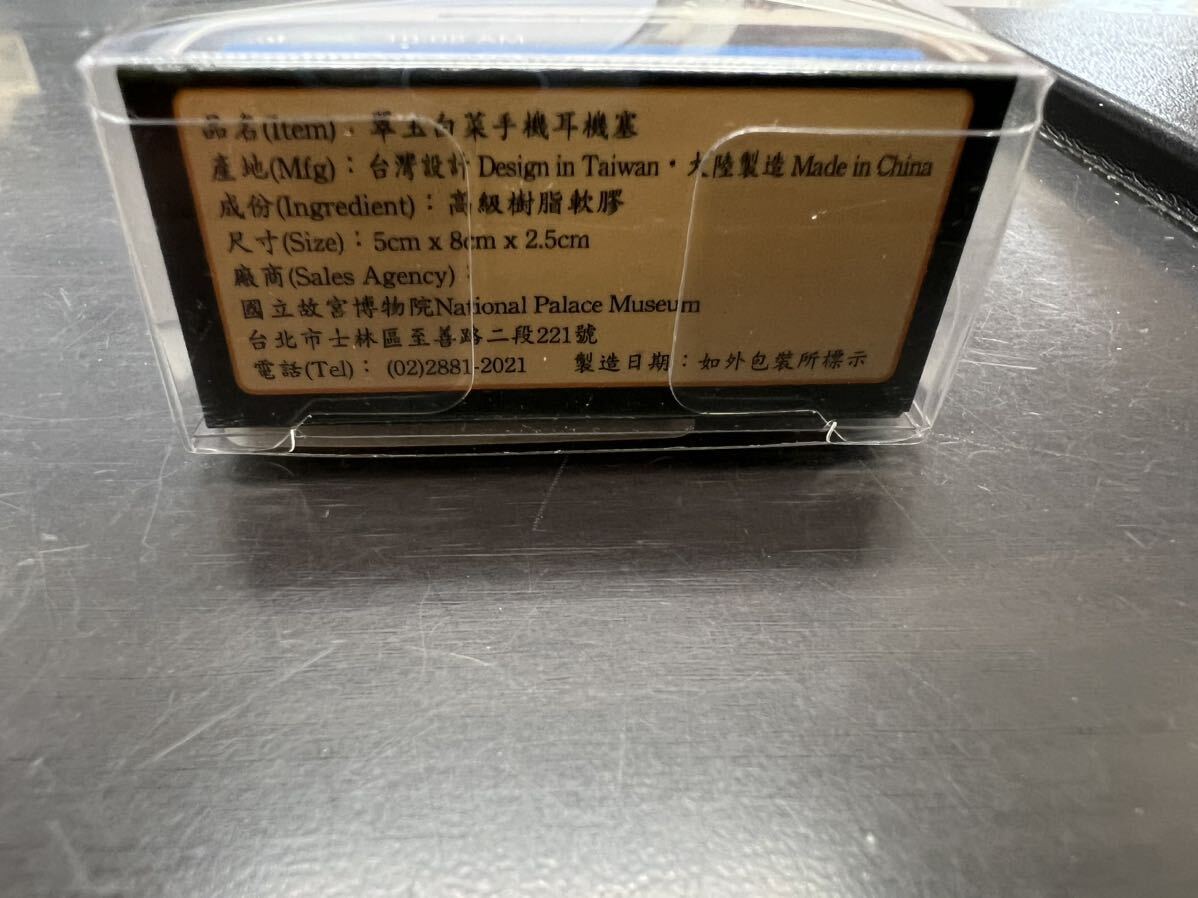 10:08 AM
品名(Item)：翠玉白菜手機耳機塞
產地(Mfg)：台灣設計 Design in Taiwan・大陸製造 Made in China
成份(Ingredient)：高級樹脂軟膠
尺寸(Size)：5cm x 8cm x 2.5cm
廠商(Sales Agency)：
國立故宮博物院National Palace Museum
台北市士林區至善路二段221號
電話(Tel)： (02)2881-2021 製造日期：如外包裝所標示